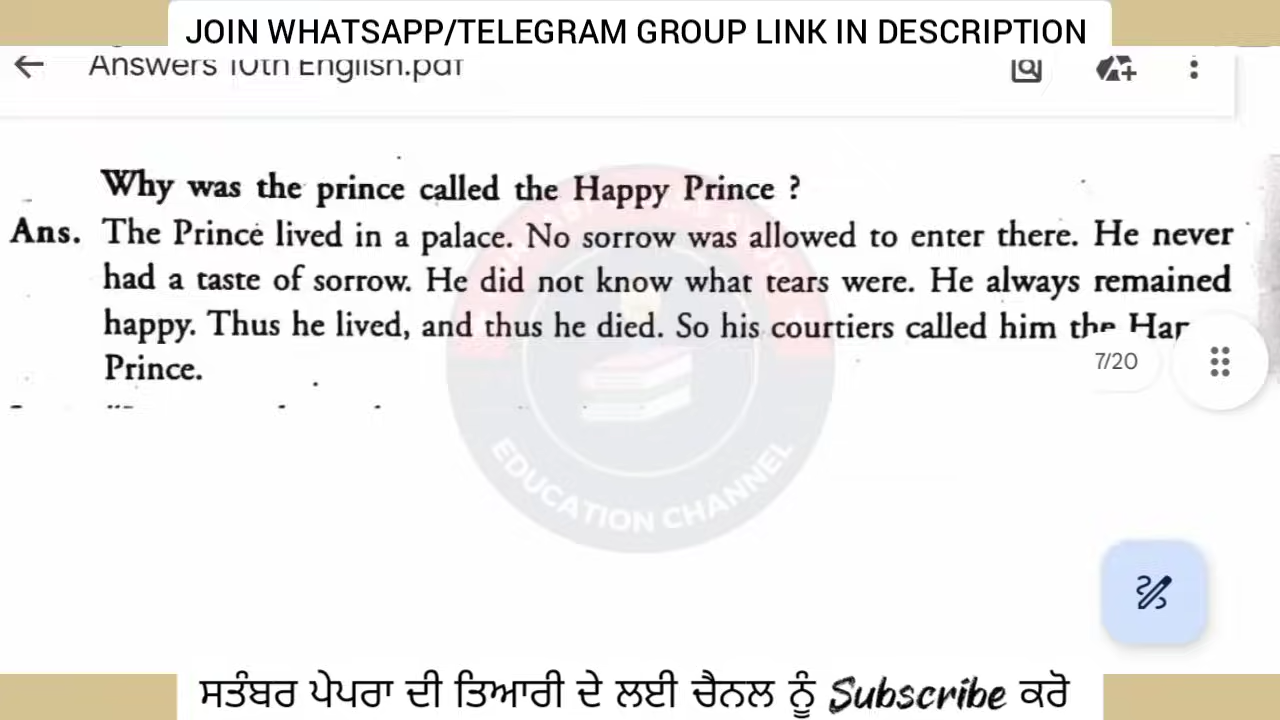 JOIN WHATSAPP/TELEGRAM GROUP LINK IN DESCRIPTION
Answers 10th English.pdf
Why was the prince called the Happy Prince ?
Ans. The Prince lived in a palace. No sorrow was allowed to enter there. He never
had a taste of sorrow. He did not know what tears were. He always remained
happy. Thus he lived, and thus he died. So his courtiers called him the Hap
Prince.
7/20
EDUCATION CHANNEL
ਸਤੰਬਰ ਪੇਪਰਾ ਦੀ ਤਿਆਰੀ ਦੇ ਲਈ ਚੈਨਲ ਨੂੰ Subscribe ਕਰੋ